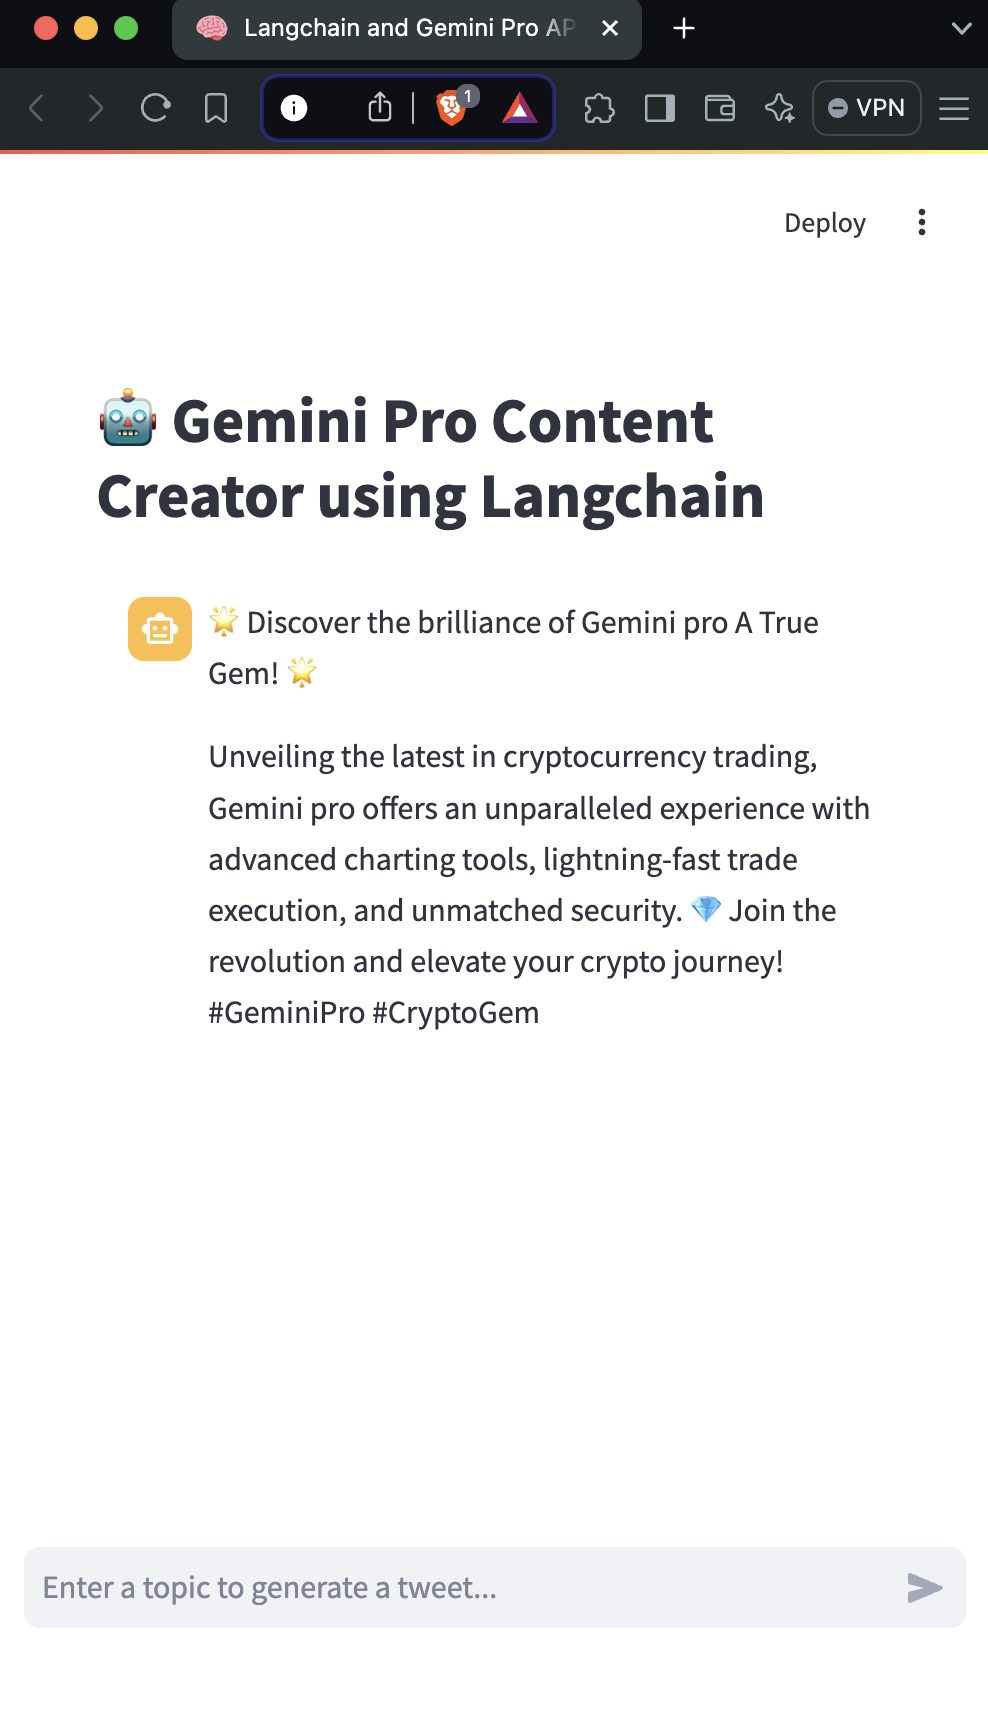 Langchain and Gemini Pro AP
1
VPN
Deploy
🤖 Gemini Pro Content
Creator using Langchain
🌟 Discover the brilliance of Gemini pro A True
Gem! 🌟
Unveiling the latest in cryptocurrency trading,
Gemini pro offers an unparalleled experience with
advanced charting tools, lightning-fast trade
execution, and unmatched security. 💎 Join the
revolution and elevate your crypto journey!
#GeminiPro #CryptoGem
Enter a topic to generate a tweet...